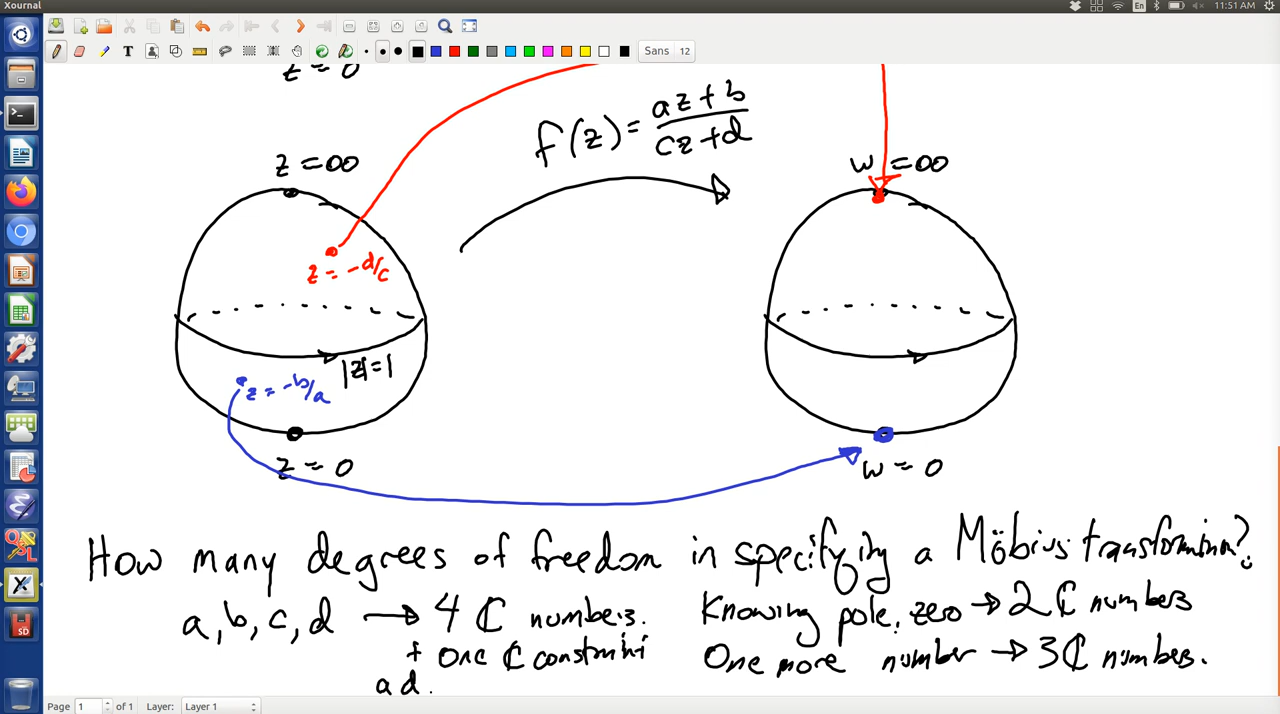 Xournal
En
11:51 AM
Sans 12
z = 0
f(z) = az + b / cz + d
z = ∞
w = ∞
z = -d/c
|z| = 1
z = -b/a
z = 0
w = 0
How many degrees of freedom in specifying a Möbius transformation?
a, b, c, d → 4 ℂ numbers.
+ one ℂ constraint
ad.
Knowing pole, zero → 2 ℂ numbers
One more number → 3 ℂ numbers.
Page 1 of 1 Layer: Layer 1